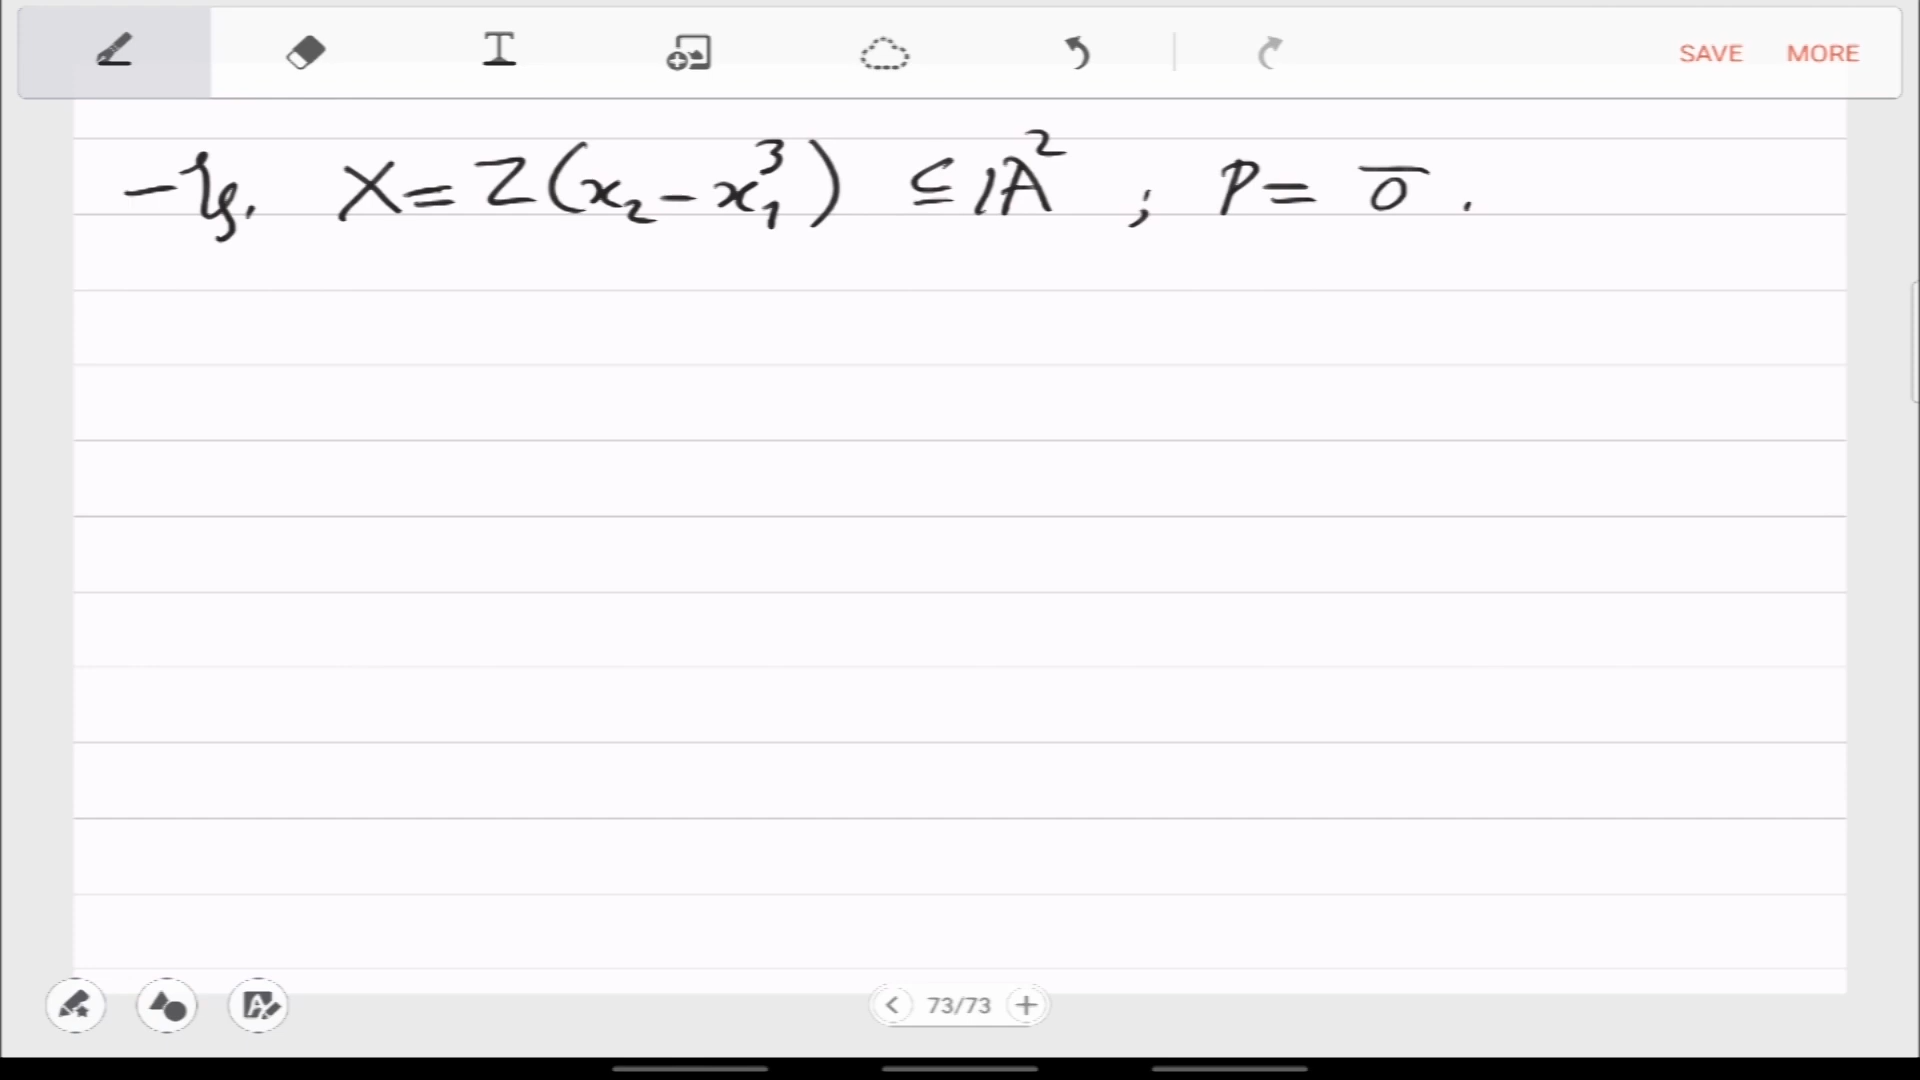 SAVE MORE
- Eg. X = Z(x₂ - x₁³) ⊆ 𝔸² ; P = 0̅ .
73/73